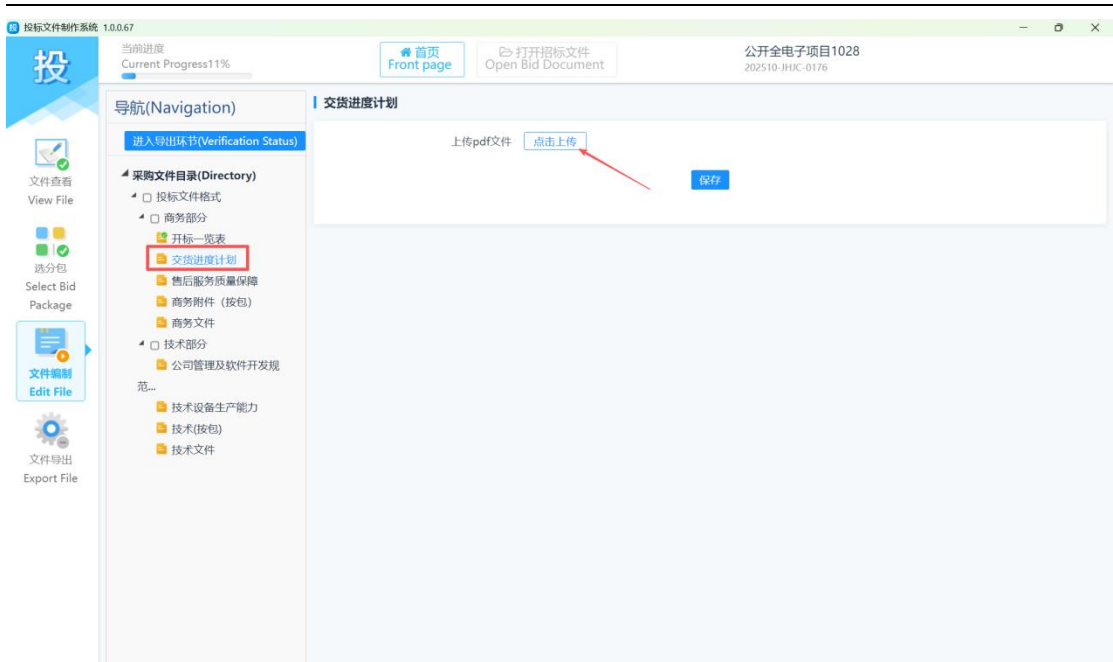 投标文件制作系统 1.0.0.67
投
当前进度
Current Progress11%
首页
Front page
打开招标文件
Open Bid Document
公开全电子项目1028
202510-JHJC-0176
文件查看
View File
选分包
Select Bid
Package
文件编制
Edit File
文件导出
Export File
导航(Navigation)
进入导出环节(Verification Status)
采购文件目录(Directory)
投标文件格式
商务部分
开标一览表
交货进度计划
售后服务质量保障
商务附件（按包）
商务文件
技术部分
公司管理及软件开发规
范...
技术设备生产能力
技术(按包)
技术文件
交货进度计划
上传pdf文件 点击上传
保存